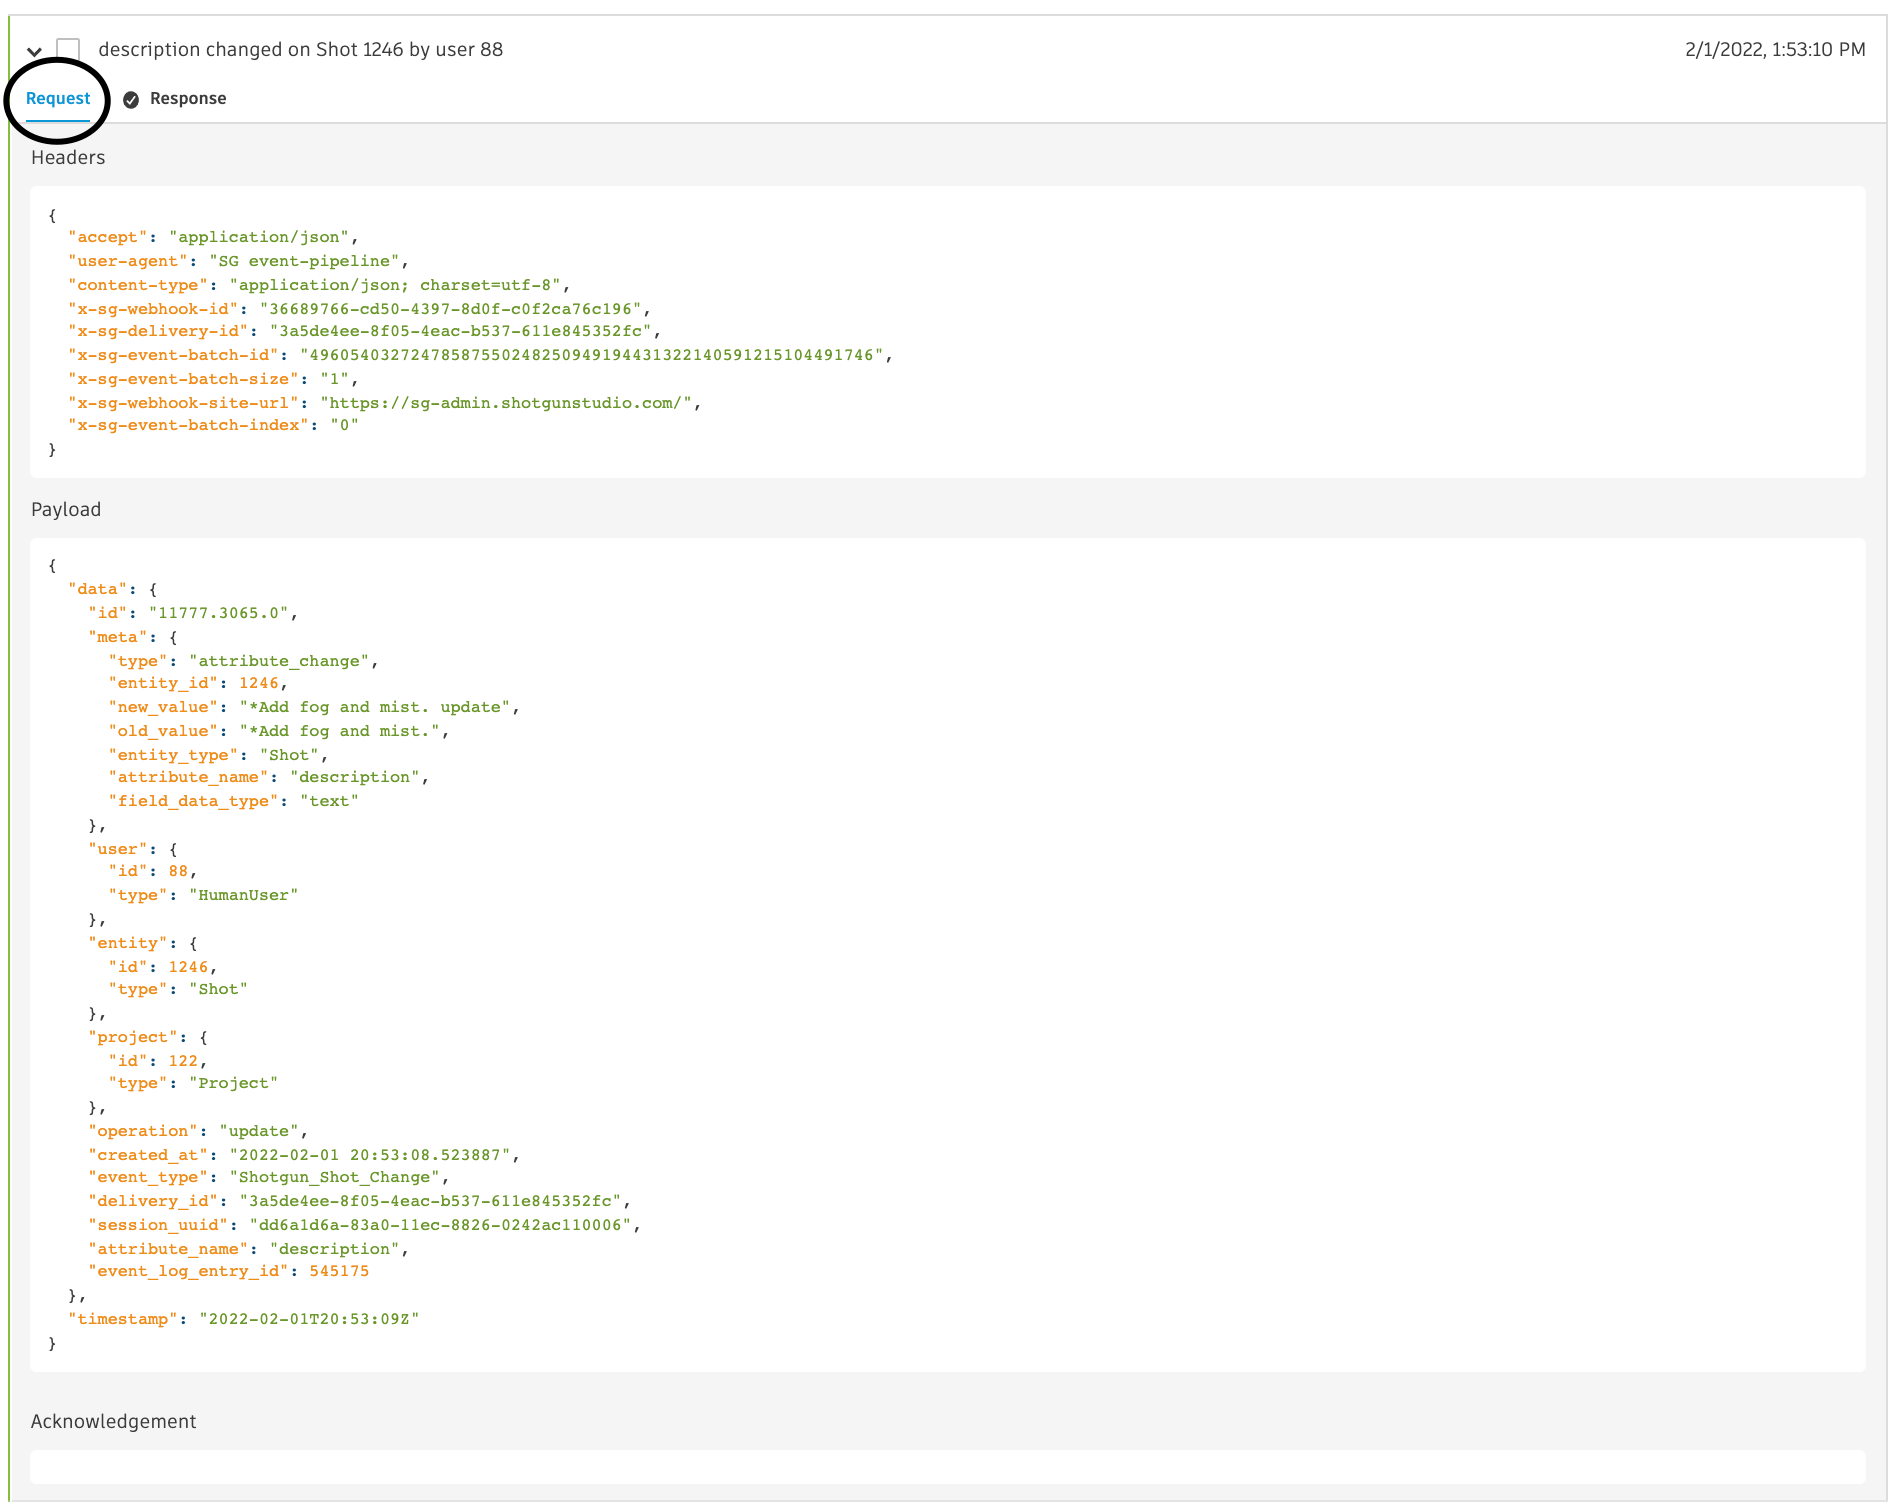 description changed on Shot 1246 by user 88 2/1/2022, 1:53:10 PM
Request Response
Headers
{
"accept": "application/json",
"user-agent": "SG event-pipeline",
"content-type": "application/json; charset=utf-8",
"x-sg-webhook-id": "36689766-cd50-4397-8d0f-c0f2ca76c196",
"x-sg-delivery-id": "3a5de4ee-8f05-4eac-b537-611e845352fc",
"x-sg-event-batch-id": "49605403272478587550248250949194431322140591215104491746",
"x-sg-event-batch-size": "1",
"x-sg-webhook-site-url": "https://sg-admin.shotgunstudio.com/",
"x-sg-event-batch-index": "0"
}
Payload
{
"data": {
"id": "11777.3065.0",
"meta": {
"type": "attribute_change",
"entity_id": 1246,
"new_value": "*Add fog and mist. update",
"old_value": "*Add fog and mist.",
"entity_type": "Shot",
"attribute_name": "description",
"field_data_type": "text"
},
"user": {
"id": 88,
"type": "HumanUser"
},
"entity": {
"id": 1246,
"type": "Shot"
},
"project": {
"id": 122,
"type": "Project"
},
"operation": "update",
"created_at": "2022-02-01 20:53:08.523887",
"event_type": "Shotgun_Shot_Change",
"delivery_id": "3a5de4ee-8f05-4eac-b537-611e845352fc",
"session_uuid": "dd6a1d6a-83a0-11ec-8826-0242ac110006",
"attribute_name": "description",
"event_log_entry_id": 545175
},
"timestamp": "2022-02-01T20:53:09Z"
}
Acknowledgement